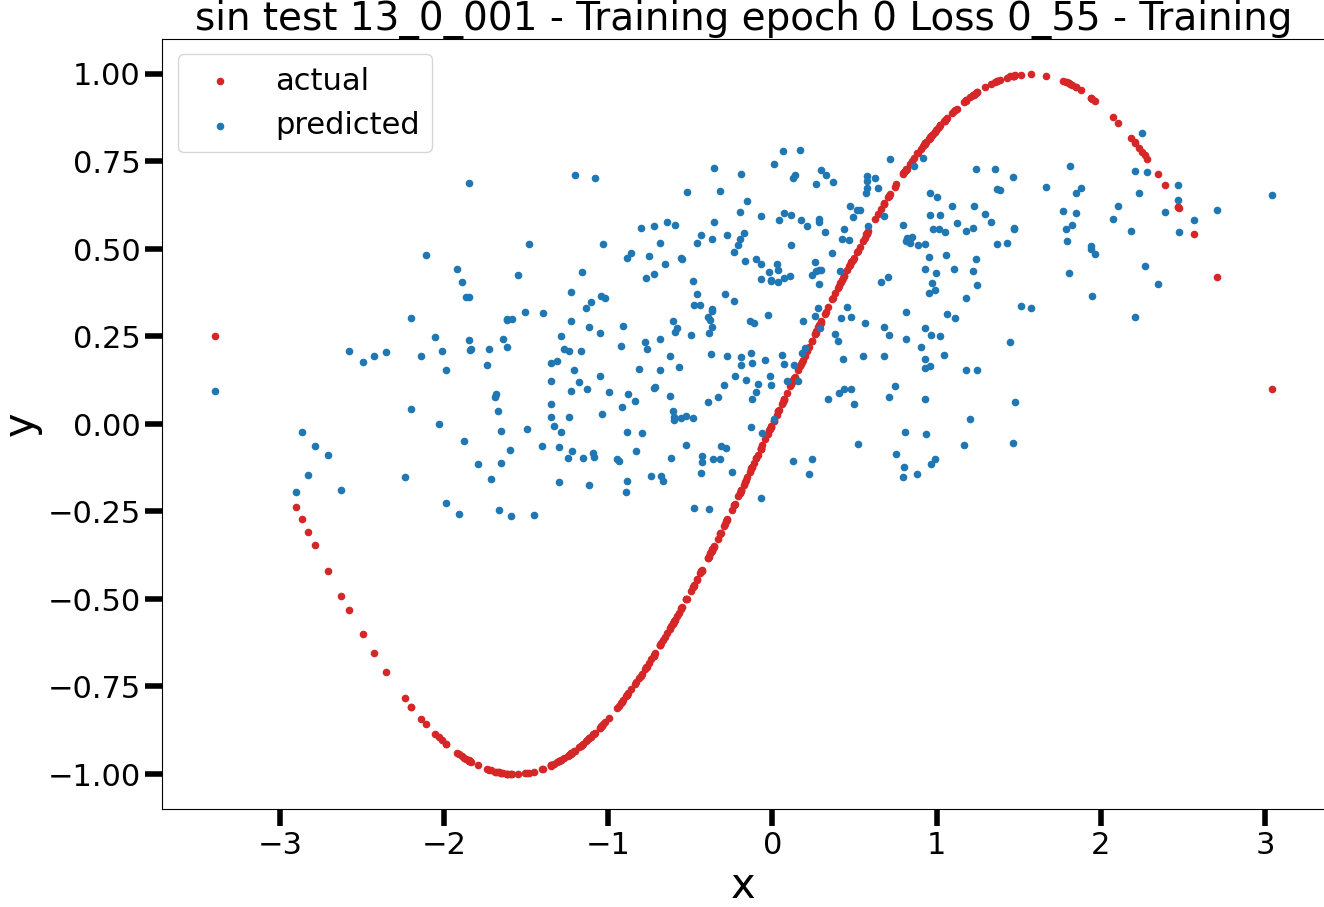 sin test 13_0_001 - Training epoch 0 Loss 0_55 - Training
actual
predicted
1.00
0.75
0.50
0.25
0.00
−0.25
−0.50
−0.75
−1.00
y
−3 −2 −1 0 1 2 3
x